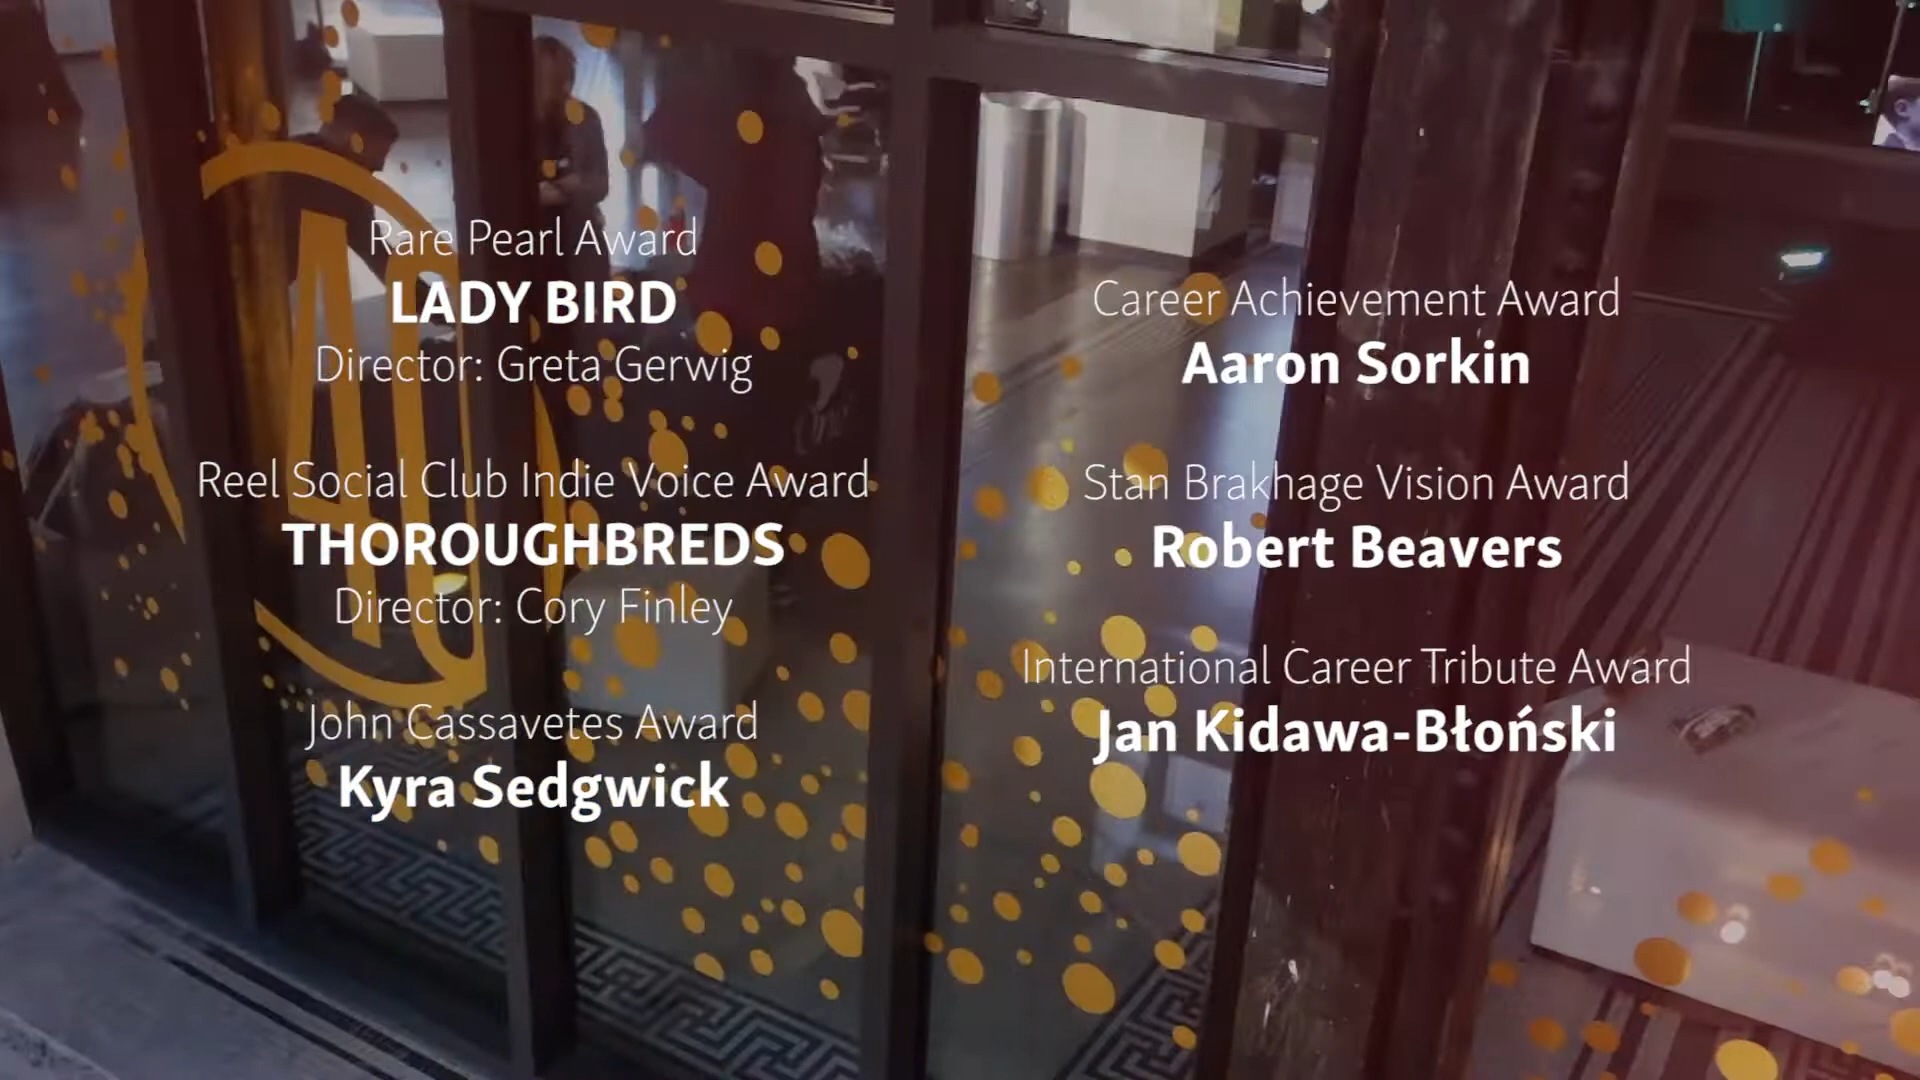 Rare Pearl Award
LADY BIRD
Director: Greta Gerwig
Reel Social Club Indie Voice Award
THOROUGHBREDS
Director: Cory Finley
John Cassavetes Award
Kyra Sedgwick
Career Achievement Award
Aaron Sorkin
Stan Brakhage Vision Award
Robert Beavers
International Career Tribute Award
Jan Kidawa-Błoński
40